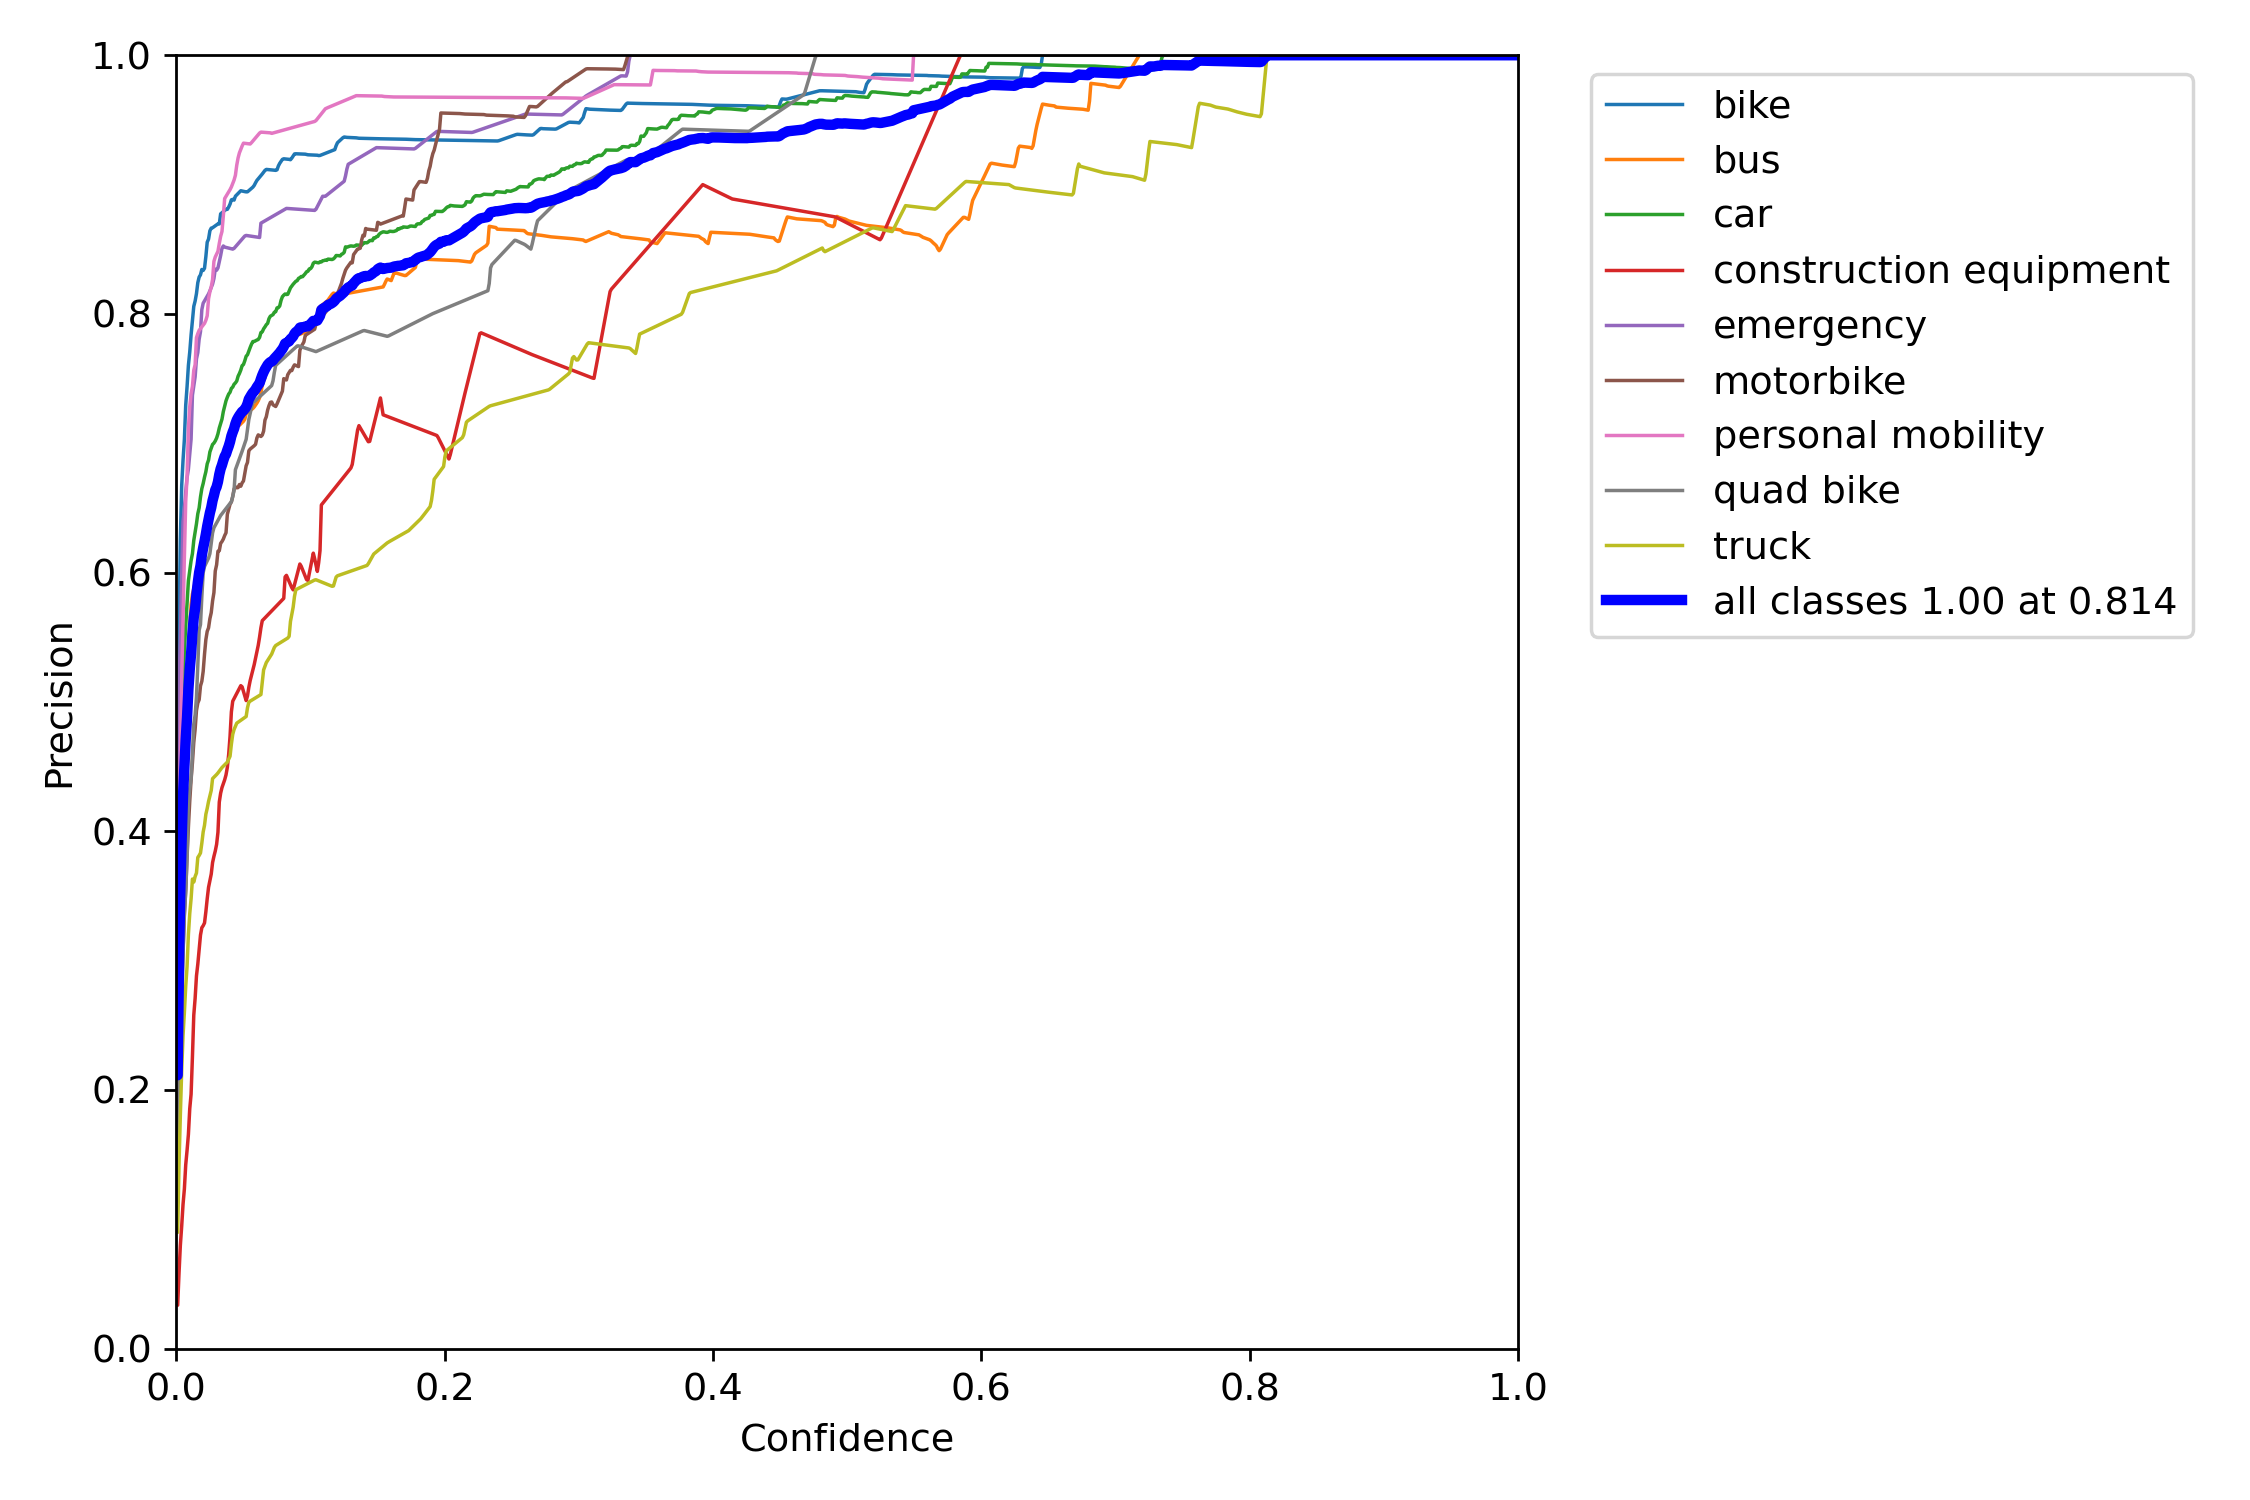 1.0
0.8
0.6
0.4
0.2
0.0
Precision
0.0 0.2 0.4 0.6 0.8 1.0
Confidence
bike
bus
car
construction equipment
emergency
motorbike
personal mobility
quad bike
truck
all classes 1.00 at 0.814